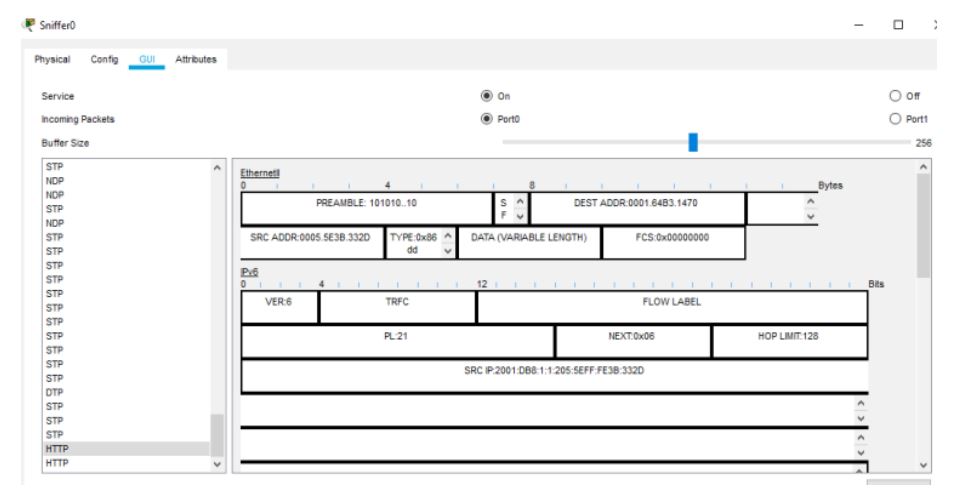 Sniffer0
Physical Config GUI Attributes
Service On Off
Incoming Packets Port0 Port1
Buffer Size 256
STP
NDP
NDP
STP
NDP
STP
STP
STP
STP
STP
STP
STP
STP
STP
STP
STP
DTP
STP
STP
STP
HTTP
HTTP
EthernetII
0 4 8 Bytes
PREAMBLE: 101010..10
S
F
DEST ADDR:0001.64B3.1470
SRC ADDR:0005.5E3B.332D
TYPE:0x86
dd
DATA (VARIABLE LENGTH)
FCS:0x00000000
IPv6
0 4 12 Bits
VER:6 TRFC FLOW LABEL
PL:21 NEXT:0x06 HOP LIMIT:128
SRC IP:2001:DB8:1:1:205:5EFF:FE3B:332D